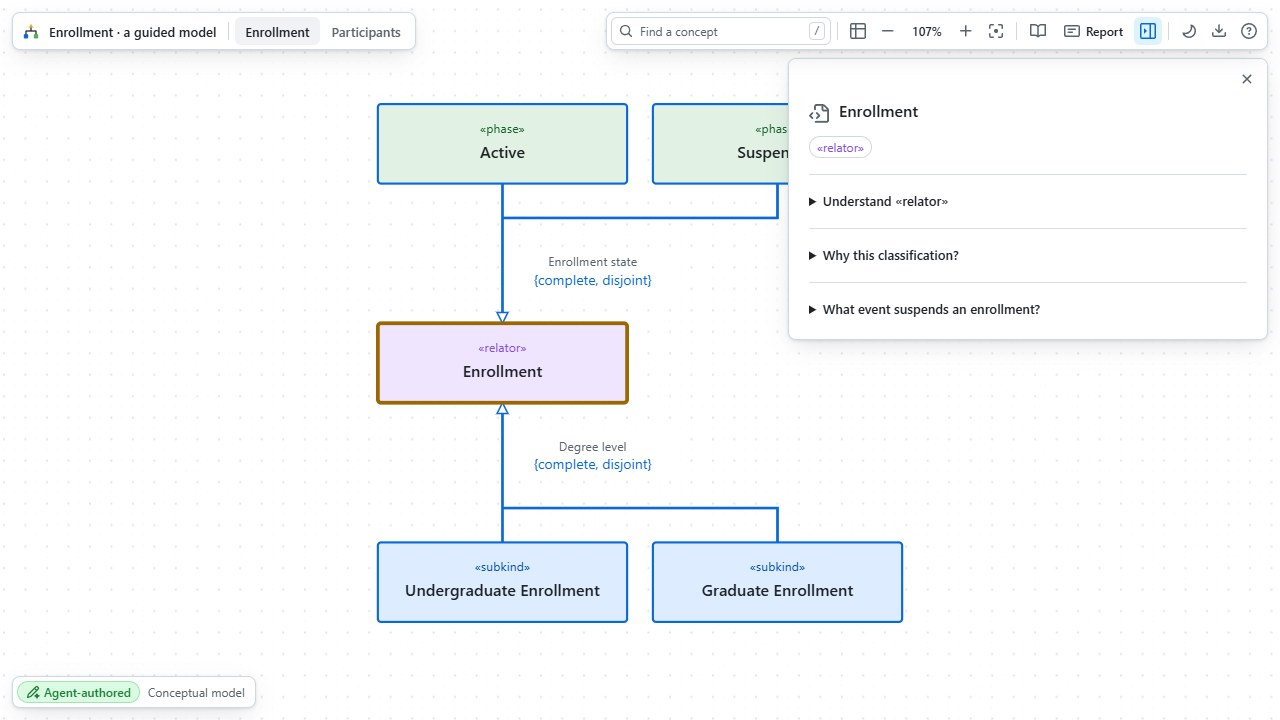 Enrollment · a guided model
Enrollment
Participants
Find a concept
/
107%
Report
«phase»
Active
Enrollment
«relator»
Understand «relator»
Why this classification?
What event suspends an enrollment?
Enrollment state
{complete, disjoint}
«relator»
Enrollment
Degree level
{complete, disjoint}
«subkind»
Undergraduate Enrollment
«subkind»
Graduate Enrollment
Agent-authored
Conceptual model